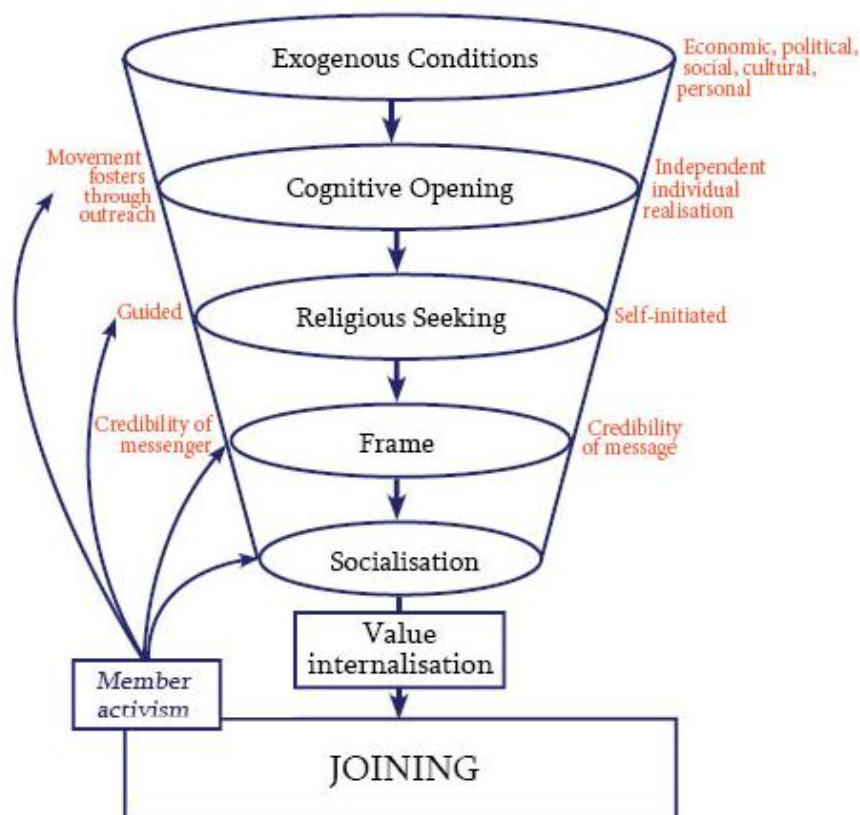 Exogenous Conditions
Economic, political,
social, cultural,
personal
Movement
fosters
through
outreach
Cognitive Opening
Independent
individual
realisation
Guided
Religious Seeking
Self-initiated
Credibility of
messenger
Frame
Credibility
of message
Socialisation
Value
internalisation
Member
activism
JOINING